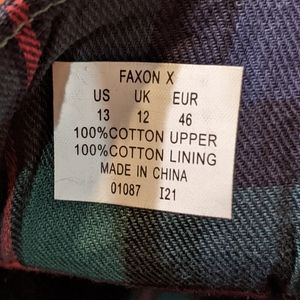 FAXON X
US UK EUR
13 12 46
100%COTTON UPPER
100%COTTON LINING
MADE IN CHINA
01087 I21